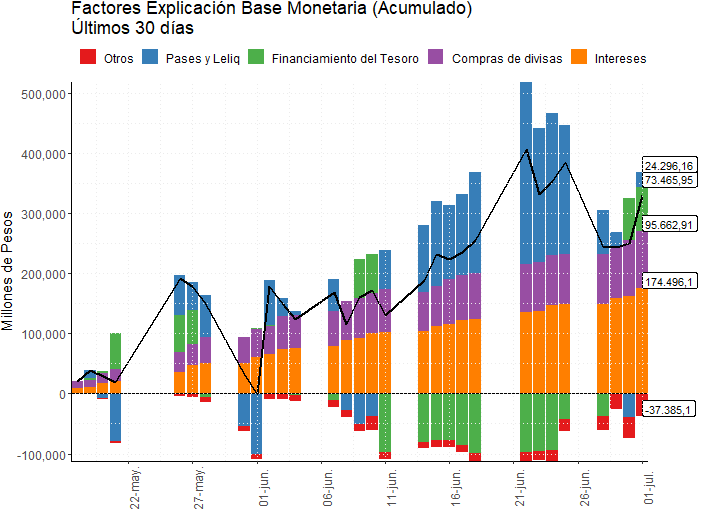 Factores Explicación Base Monetaria (Acumulado)
Últimos 30 días
Otros Pases y Leliq Financiamiento del Tesoro Compras de divisas Intereses
Millones de Pesos
500,000
400,000
300,000
200,000
100,000
0
-100,000
24.296,16
73.465,95
95.662,91
174.496,1
-37.385,1
22-may.
27-may.
01-jun.
06-jun.
11-jun.
16-jun.
21-jun.
26-jun.
01-jul.